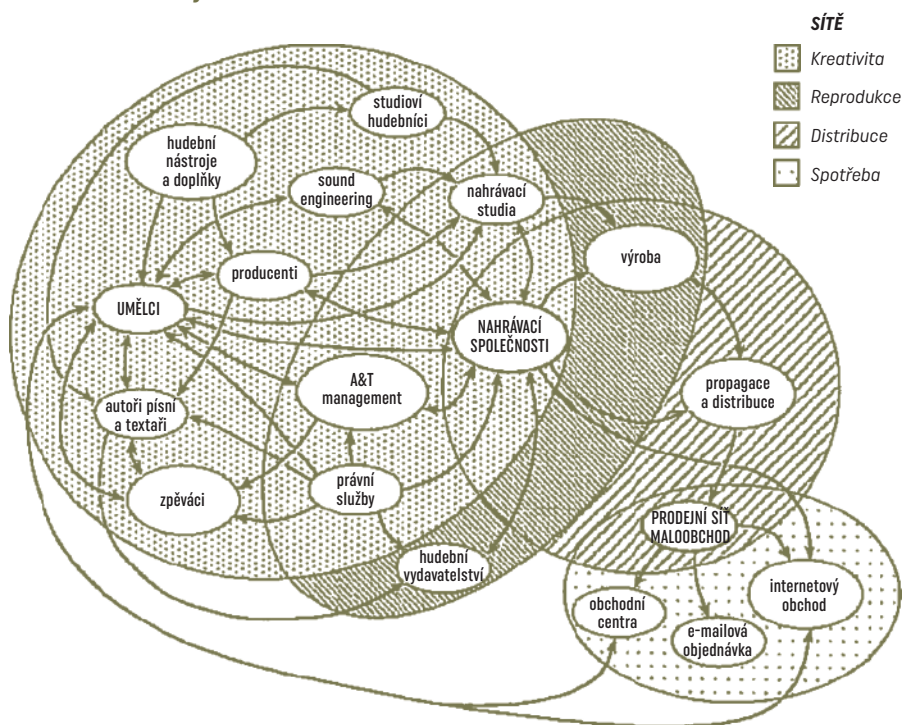 SÍTĚ
Kreativita
Reprodukce
Distribuce
Spotřeba
studioví
hudebníci
hudební
nástroje
a doplňky
sound
engineering
nahrávací
studia
výroba
producenti
UMĚLCI
NAHRÁVACÍ
SPOLEČNOSTI
A&T
management
propagace
a distribuce
autoři písní
a textaři
zpěváci
právní
služby
PRODEJNÍ SÍŤ
MALOOBCHOD
hudební
vydavatelství
internetový
obchod
obchodní
centra
e-mailová
objednávka